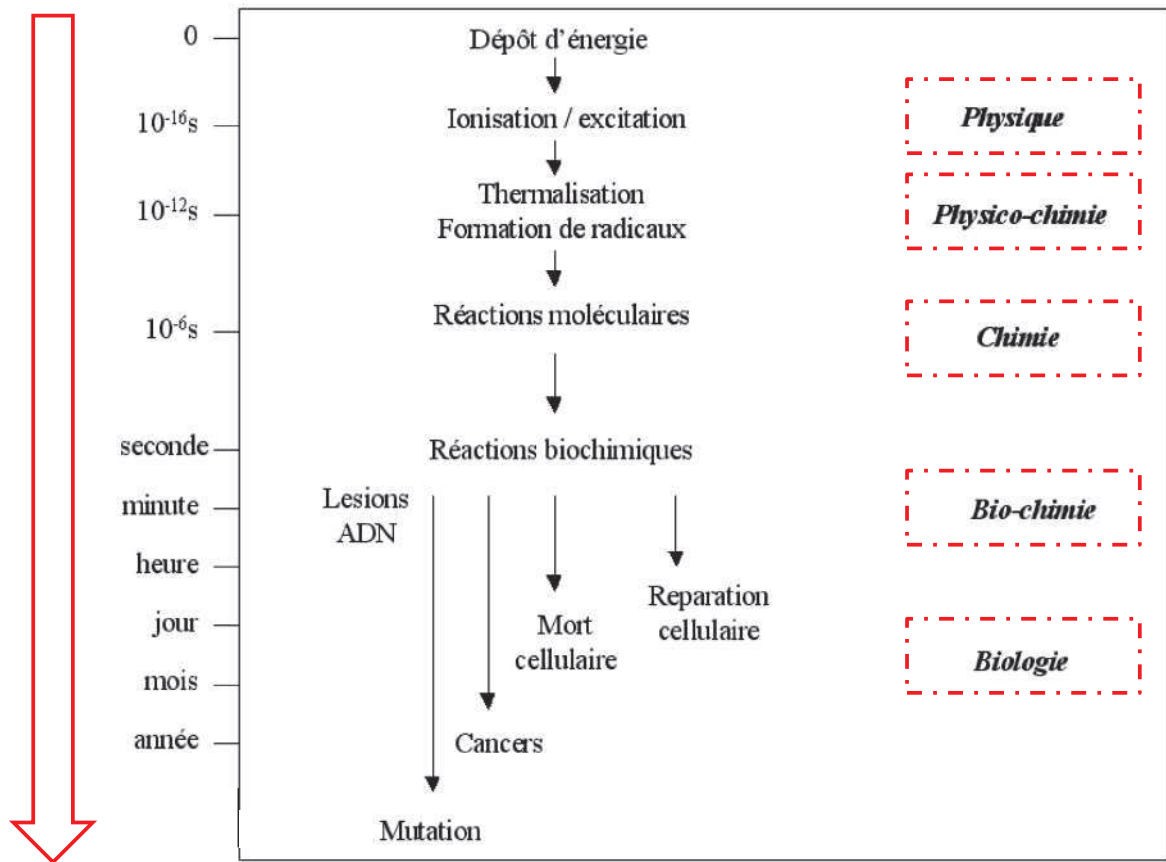 0
Dépôt d'énergie
10⁻¹⁶s
Ionisation / excitation
Physique
10⁻¹²s
Thermalisation
Formation de radicaux
Physico-chimie
10⁻⁶s
Réactions moléculaires
Chimie
seconde
Réactions biochimiques
minute
Lesions
ADN
Bio-chimie
heure
jour
Mort
cellulaire
Reparation
cellulaire
Biologie
mois
année
Cancers
Mutation